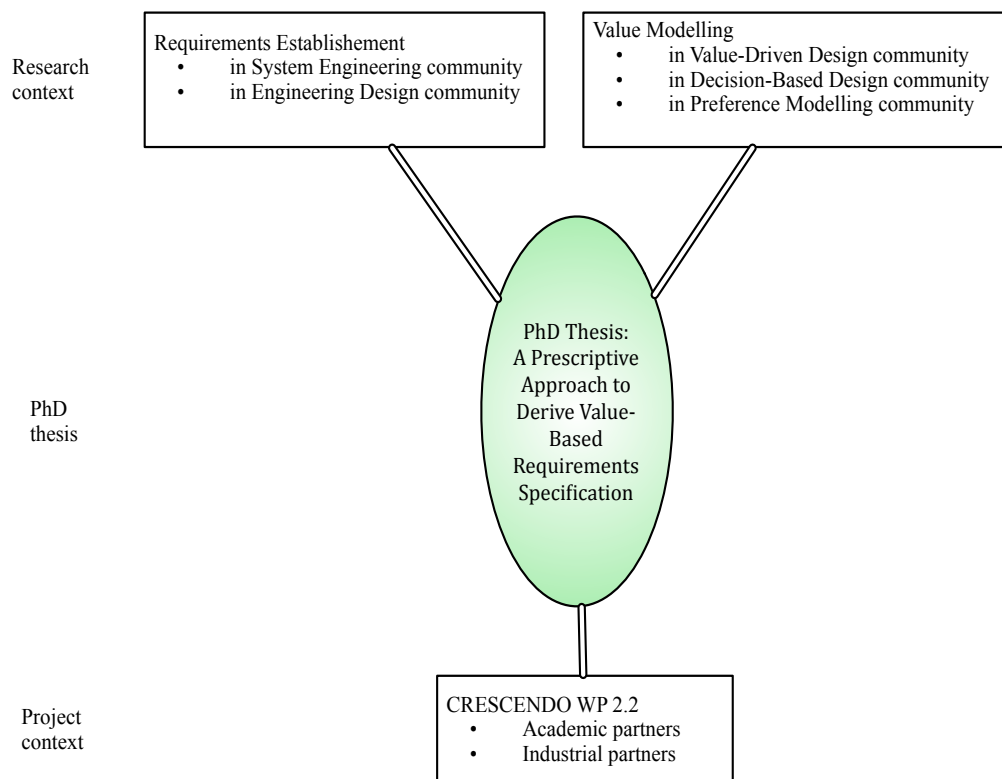 Research
context
Requirements Establishement
• in System Engineering community
• in Engineering Design community
Value Modelling
• in Value-Driven Design community
• in Decision-Based Design community
• in Preference Modelling community
PhD
thesis
PhD Thesis:
A Prescriptive
Approach to
Derive Value-
Based
Requirements
Specification
Project
context
CRESCENDO WP 2.2
• Academic partners
• Industrial partners